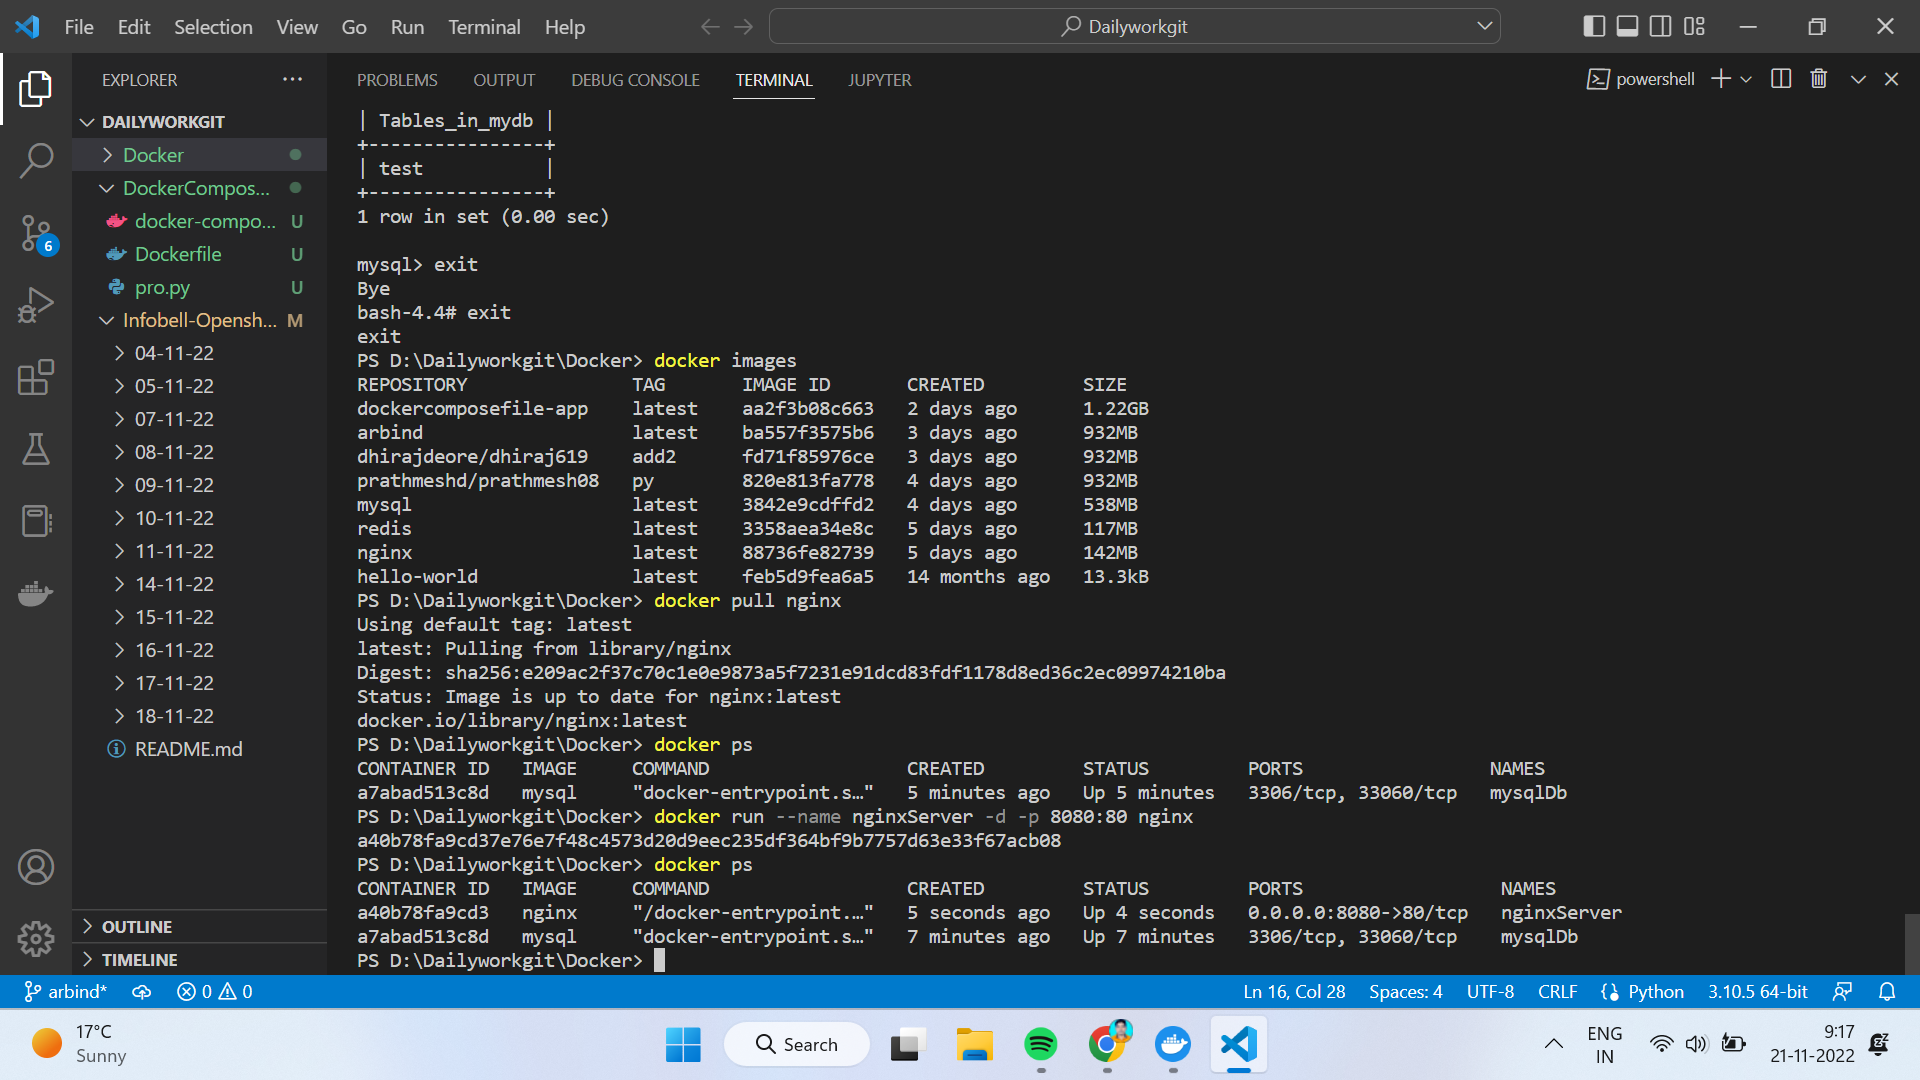 File Edit Selection View Go Run Terminal Help
Dailyworkgit
EXPLORER
DAILYWORKGIT
Docker
DockerCompos...
docker-compo... U
Dockerfile U
pro.py U
Infobell-Opensh... M
04-11-22
05-11-22
07-11-22
08-11-22
09-11-22
10-11-22
11-11-22
14-11-22
15-11-22
16-11-22
17-11-22
18-11-22
README.md
OUTLINE
TIMELINE
6
PROBLEMS OUTPUT DEBUG CONSOLE TERMINAL JUPYTER
powershell
| Tables_in_mydb |
+----------------+
| test           |
+----------------+
1 row in set (0.00 sec)
mysql> exit
Bye
bash-4.4# exit
exit
PS D:\Dailyworkgit\Docker> docker images
REPOSITORY TAG IMAGE ID CREATED SIZE
dockercomposefile-app latest aa2f3b08c663 2 days ago 1.22GB
arbind latest ba557f3575b6 3 days ago 932MB
dhirajdeore/dhiraj619 add2 fd71f85976ce 3 days ago 932MB
prathmeshd/prathmesh08 py 820e813fa778 4 days ago 932MB
mysql latest 3842e9cdffd2 4 days ago 538MB
redis latest 3358aea34e8c 5 days ago 117MB
nginx latest 88736fe82739 5 days ago 142MB
hello-world latest feb5d9fea6a5 14 months ago 13.3kB
PS D:\Dailyworkgit\Docker> docker pull nginx
Using default tag: latest
latest: Pulling from library/nginx
Digest: sha256:e209ac2f37c70c1e0e9873a5f7231e91dcd83fdf1178d8ed36c2ec09974210ba
Status: Image is up to date for nginx:latest
docker.io/library/nginx:latest
PS D:\Dailyworkgit\Docker> docker ps
CONTAINER ID IMAGE COMMAND CREATED STATUS PORTS NAMES
a7abad513c8d mysql "docker-entrypoint.s…" 5 minutes ago Up 5 minutes 3306/tcp, 33060/tcp mysqlDb
PS D:\Dailyworkgit\Docker> docker run --name nginxServer -d -p 8080:80 nginx
a40b78fa9cd37e76e7f48c4573d20d9eec235df364bf9b7757d63e33f67acb08
PS D:\Dailyworkgit\Docker> docker ps
CONTAINER ID IMAGE COMMAND CREATED STATUS PORTS NAMES
a40b78fa9cd3 nginx "/docker-entrypoint.…" 5 seconds ago Up 4 seconds 0.0.0.0:8080->80/tcp nginxServer
a7abad513c8d mysql "docker-entrypoint.s…" 7 minutes ago Up 7 minutes 3306/tcp, 33060/tcp mysqlDb
PS D:\Dailyworkgit\Docker>
arbind* 0 0 Ln 16, Col 28 Spaces: 4 UTF-8 CRLF Python 3.10.5 64-bit
17°C
Sunny
Search
ENG
IN
9:17
21-11-2022